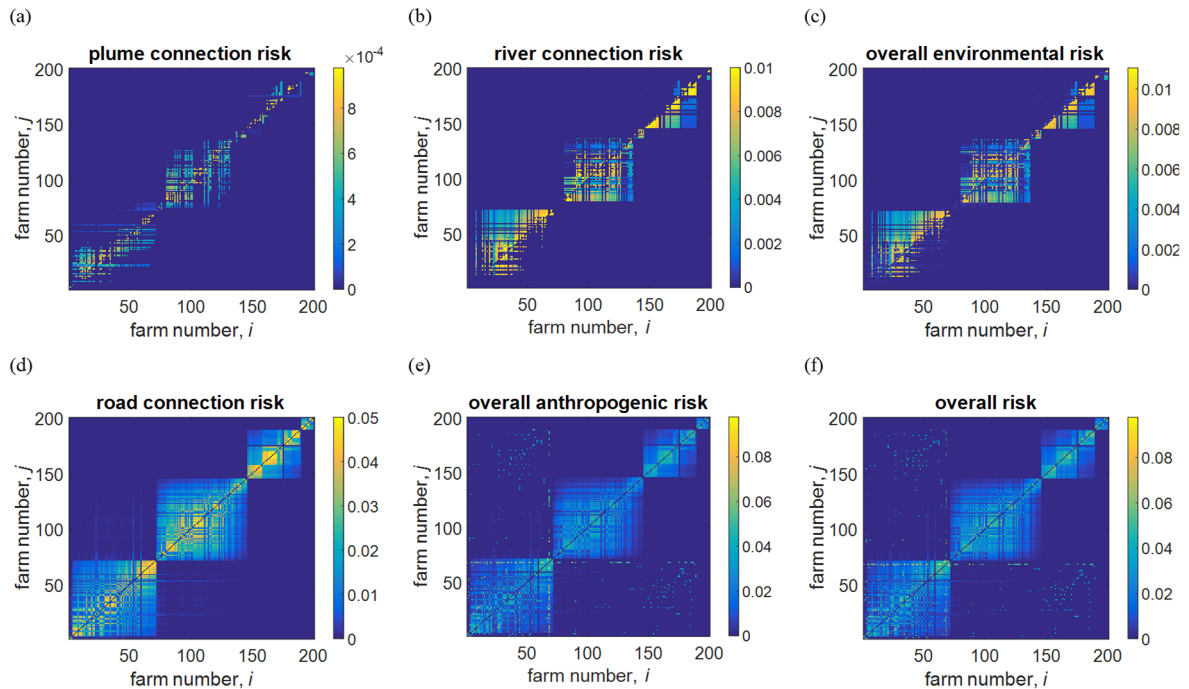 (a)
plume connection risk
×10⁻⁴
200
150
100
50
50 100 150 200
farm number, i
farm number, j
8
6
4
2
0
(b)
river connection risk
200
150
100
50
50 100 150 200
farm number, i
farm number, j
0.01
0.008
0.006
0.004
0.002
0
(c)
overall environmental risk
200
150
100
50
50 100 150 200
farm number, i
farm number, j
0.01
0.008
0.006
0.004
0.002
0
(d)
road connection risk
200
150
100
50
50 100 150 200
farm number, i
farm number, j
0.05
0.04
0.03
0.02
0.01
0
(e)
overall anthropogenic risk
200
150
100
50
50 100 150 200
farm number, i
farm number, j
0.08
0.06
0.04
0.02
0
(f)
overall risk
200
150
100
50
50 100 150 200
farm number, i
farm number, j
0.08
0.06
0.04
0.02
0